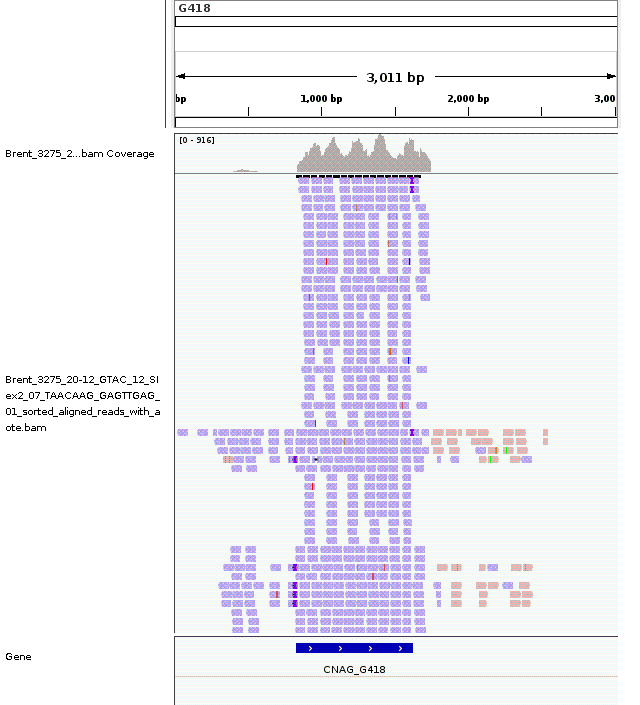 G418
3,011 bp
bp 1,000 bp 2,000 bp 3,00
[0 - 916]
Brent_3275_2...bam Coverage
Brent_3275_20-12_GTAC_12_SI
ex2_07_TAACAAG_GAGTTGAG_
01_sorted_aligned_reads_with_a
ote.bam
Gene
CNAG_G418